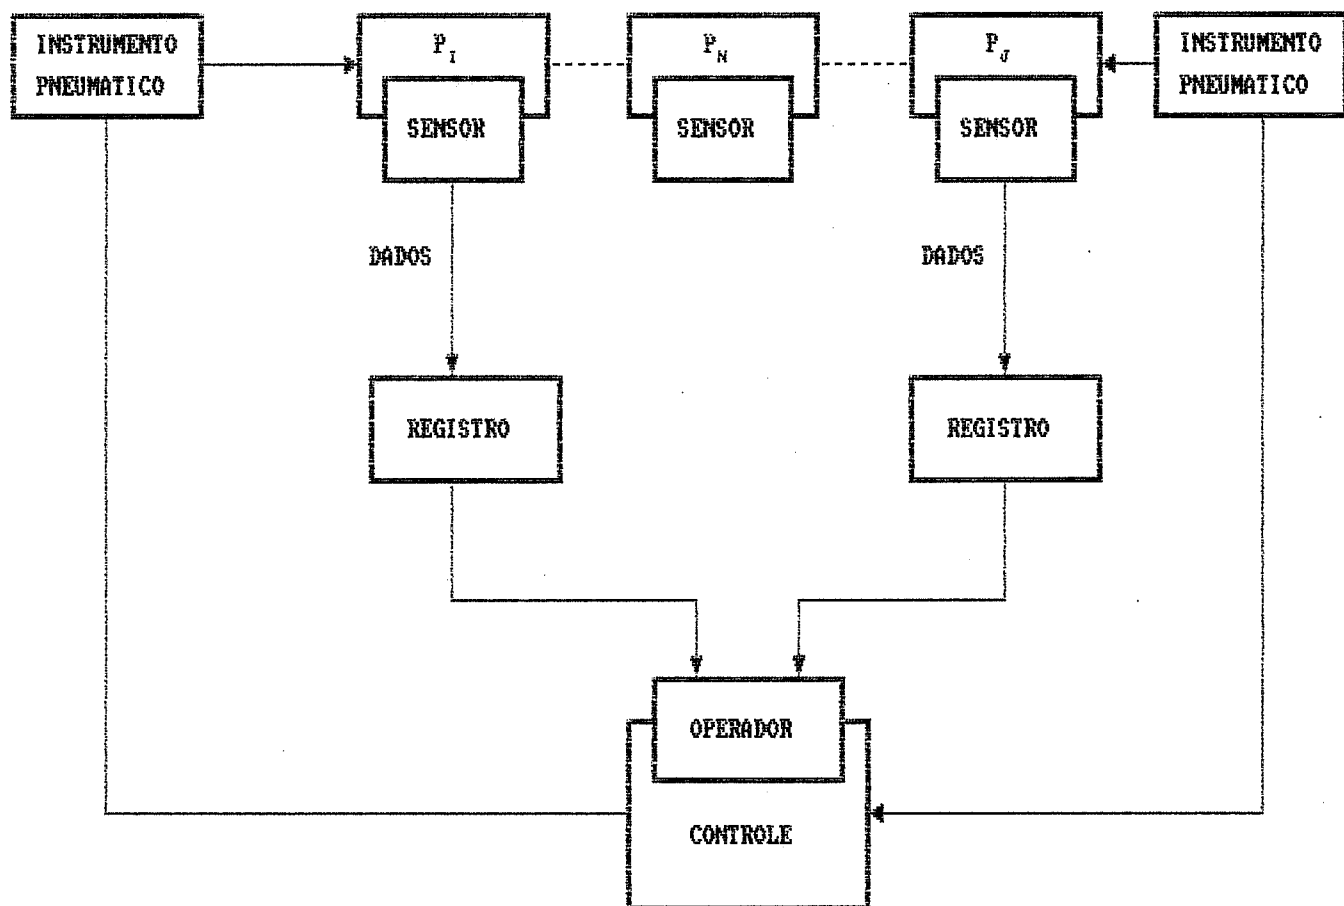 INSTRUMENTO
PNEUMATICO
P_I
SENSOR
P_N
SENSOR
P_J
SENSOR
INSTRUMENTO
PNEUMATICO
DADOS
DADOS
REGISTRO
REGISTRO
OPERADOR
CONTROLE